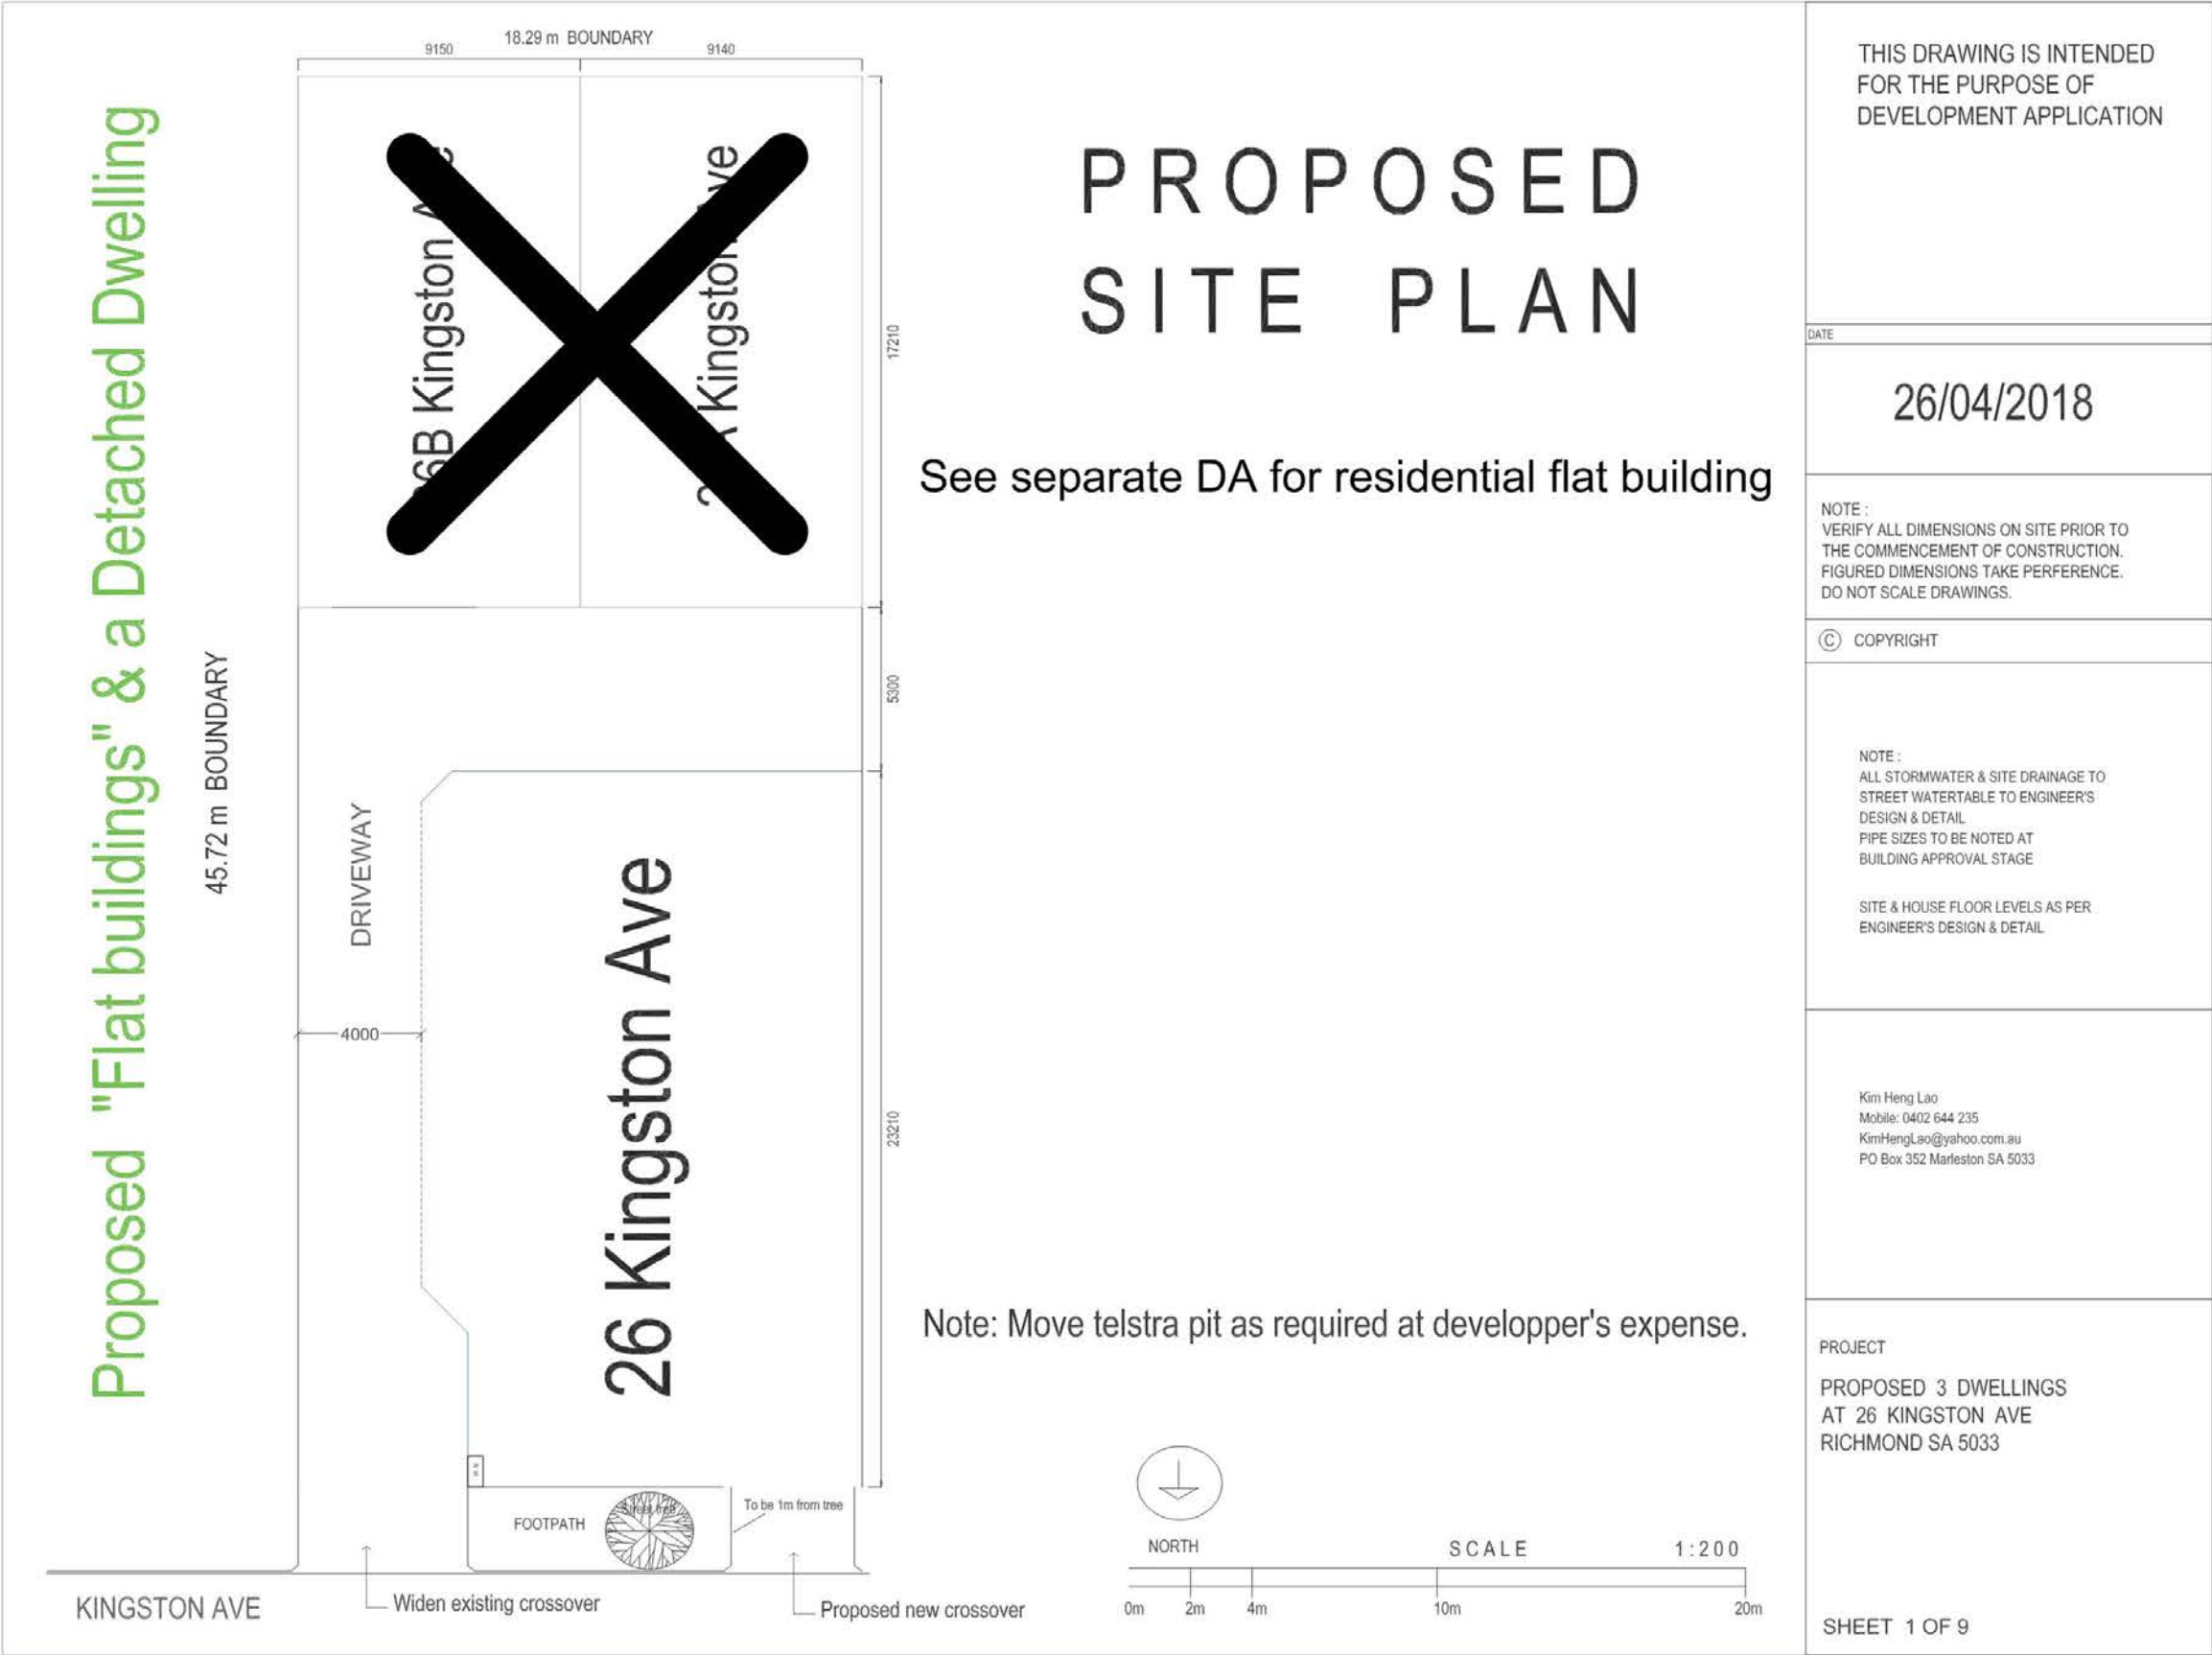 Proposed "Flat buildings" & a Detached Dwelling
45.72 m BOUNDARY
18.29 m BOUNDARY
9150
9140
Kingston
Kingston
17210
5300
23210
DRIVEWAY
4000
26 Kingston Ave
FOOTPATH
Street tree
To be 1m from tree
KINGSTON AVE
Widen existing crossover
Proposed new crossover
PROPOSED
SITE PLAN
See separate DA for residential flat building
Note: Move telstra pit as required at developper's expense.
NORTH
SCALE 1:200
0m 2m 4m 10m 20m
THIS DRAWING IS INTENDED
FOR THE PURPOSE OF
DEVELOPMENT APPLICATION
DATE
26/04/2018
NOTE :
VERIFY ALL DIMENSIONS ON SITE PRIOR TO
THE COMMENCEMENT OF CONSTRUCTION.
FIGURED DIMENSIONS TAKE PERFERENCE.
DO NOT SCALE DRAWINGS.
© COPYRIGHT
NOTE :
ALL STORMWATER & SITE DRAINAGE TO
STREET WATERTABLE TO ENGINEER'S
DESIGN & DETAIL
PIPE SIZES TO BE NOTED AT
BUILDING APPROVAL STAGE
SITE & HOUSE FLOOR LEVELS AS PER
ENGINEER'S DESIGN & DETAIL
Kim Heng Lao
Mobile: 0402 644 235
KimHengLao@yahoo.com.au
PO Box 352 Marleston SA 5033
PROJECT
PROPOSED 3 DWELLINGS
AT 26 KINGSTON AVE
RICHMOND SA 5033
SHEET 1 OF 9